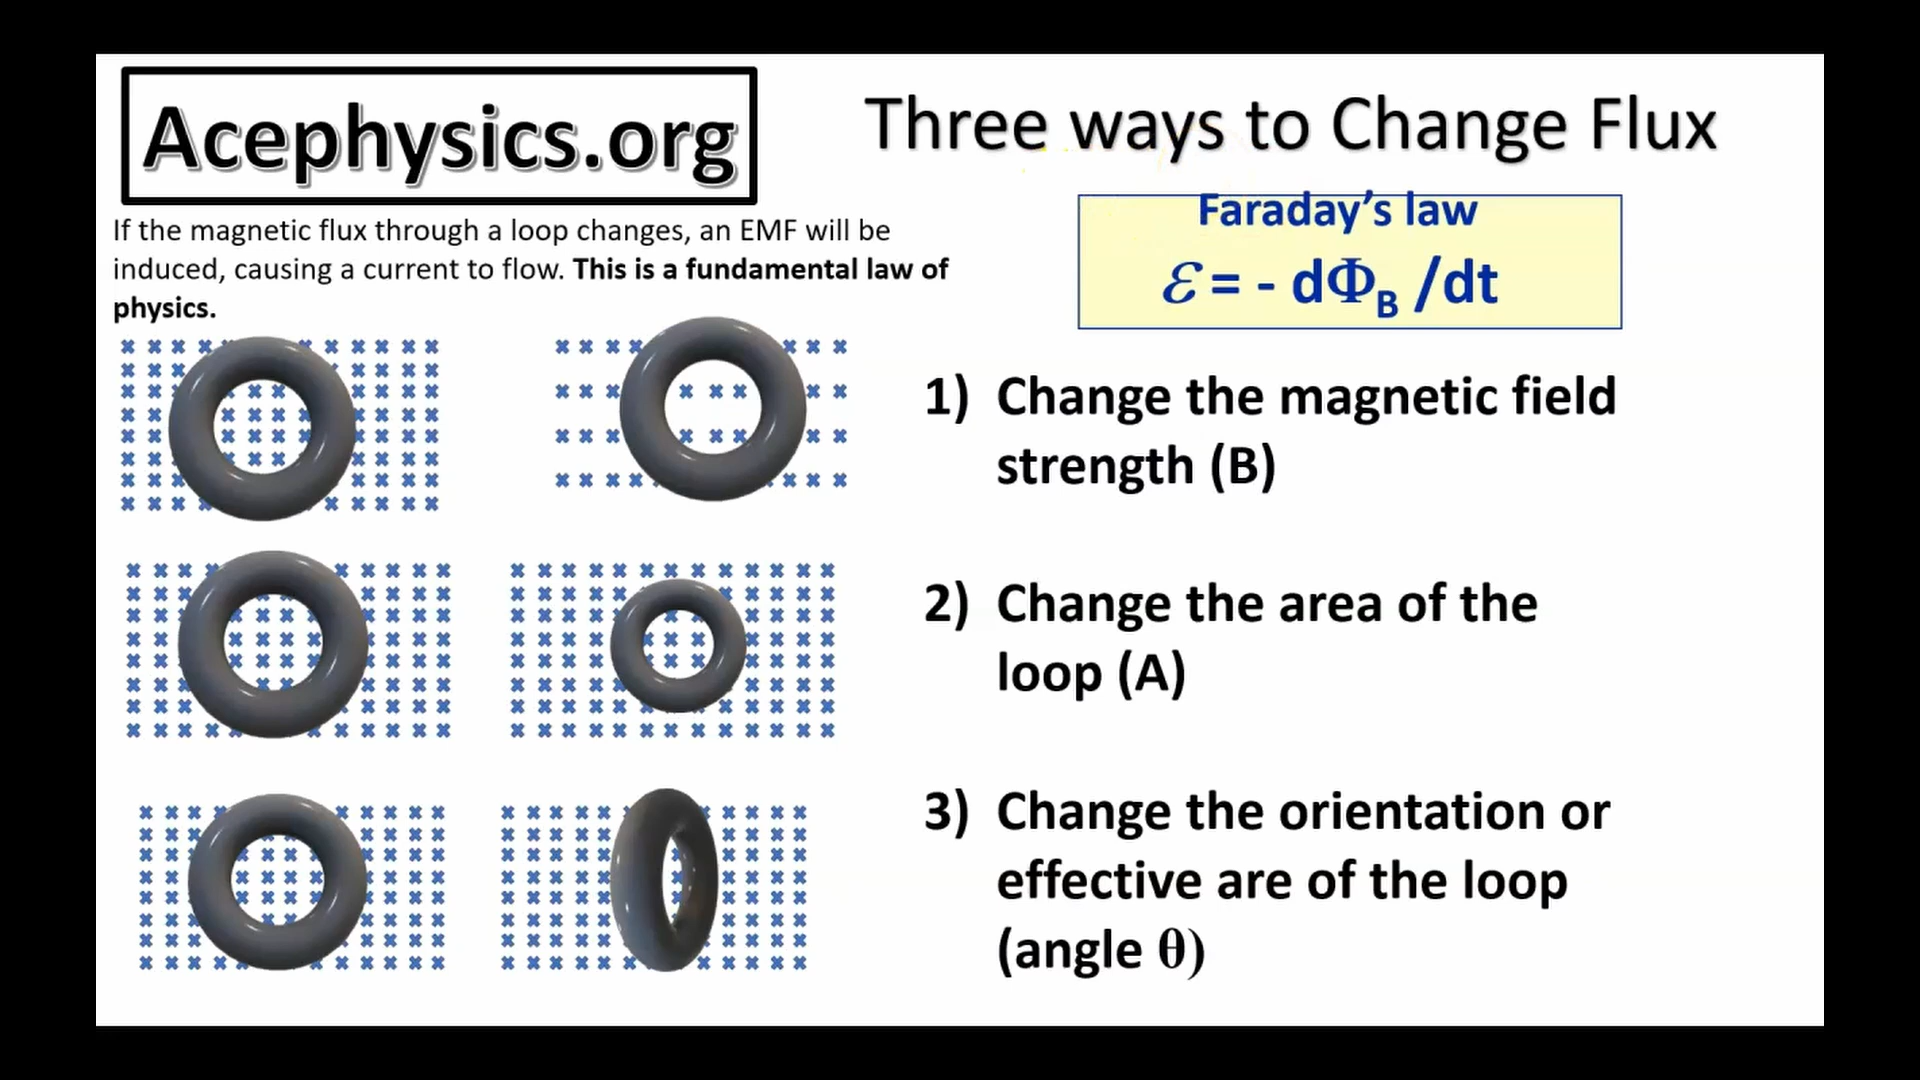 Acephysics.org
Three ways to Change Flux
If the magnetic flux through a loop changes, an EMF will be
induced, causing a current to flow. This is a fundamental law of
physics.
Faraday’s law
ℰ = - dΦB /dt
1) Change the magnetic field
strength (B)
2) Change the area of the
loop (A)
3) Change the orientation or
effective are of the loop
(angle θ)